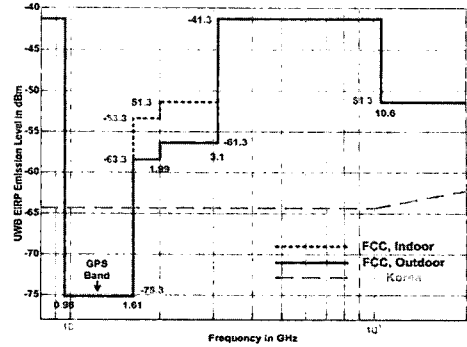 -40
-45
-50
-55
-60
-65
-70
-75
UWB EIRP Emission Level in dBm
-41.3
51.3
-53.3
51.3
10.6
-63.3
1.99
-61.3
3.1
GPS
Band
-75.3
0.96
1.61
FCC, Indoor
FCC, Outdoor
Korea
Frequency in GHz